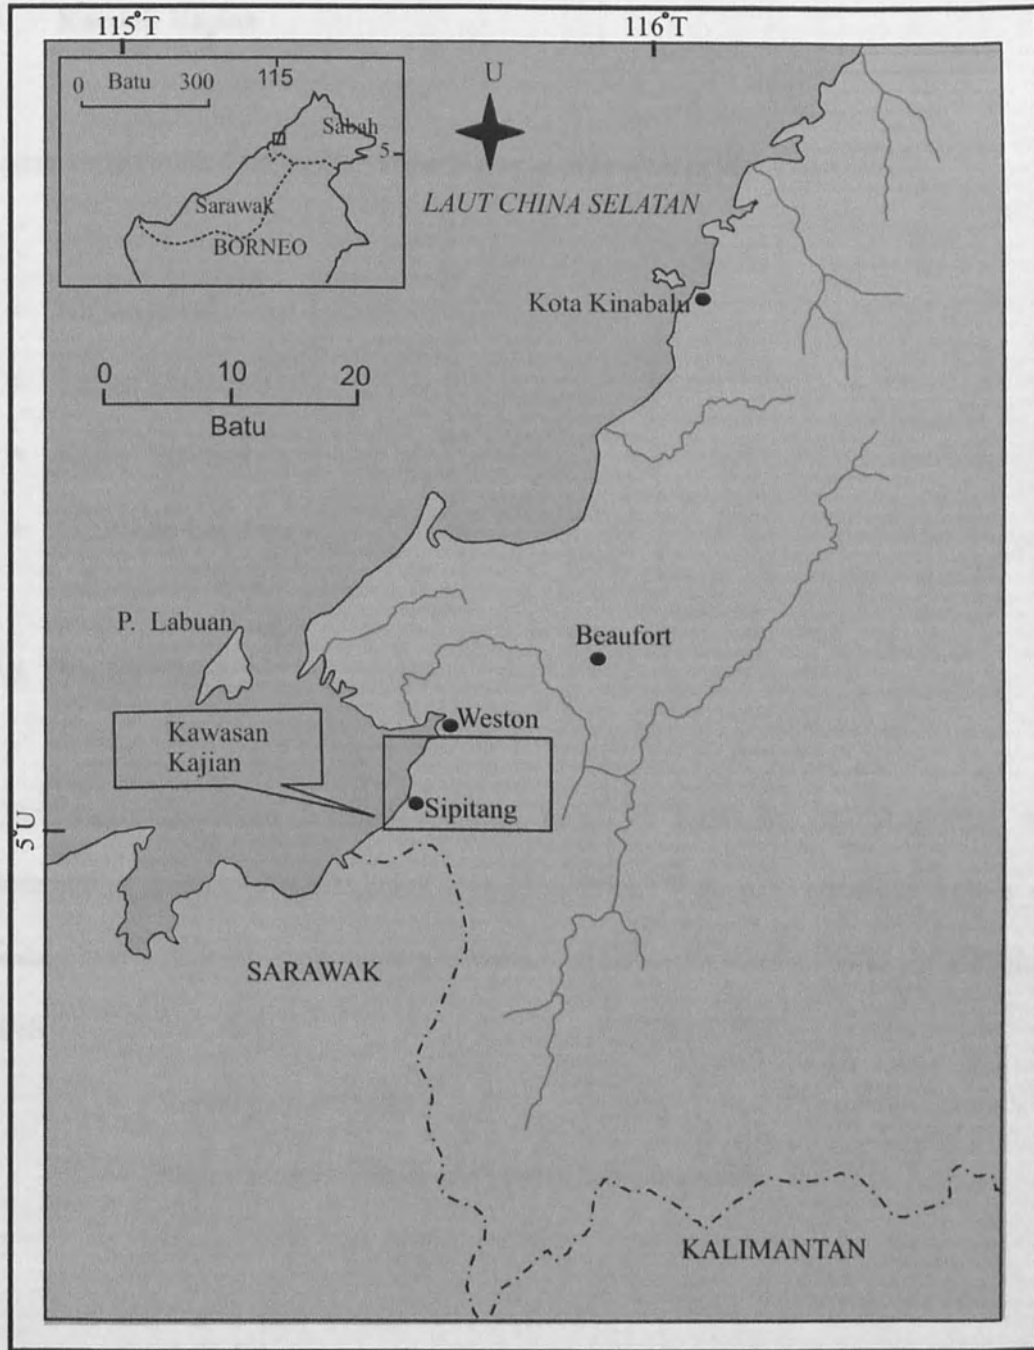 115°T
116°T
0 Batu 300
115
Sabah
5
Sarawak
BORNEO
U
LAUT CHINA SELATAN
Kota Kinabalu
0 10 20
Batu
P. Labuan
Beaufort
Weston
Kawasan
Kajian
Sipitang
5°U
SARAWAK
KALIMANTAN